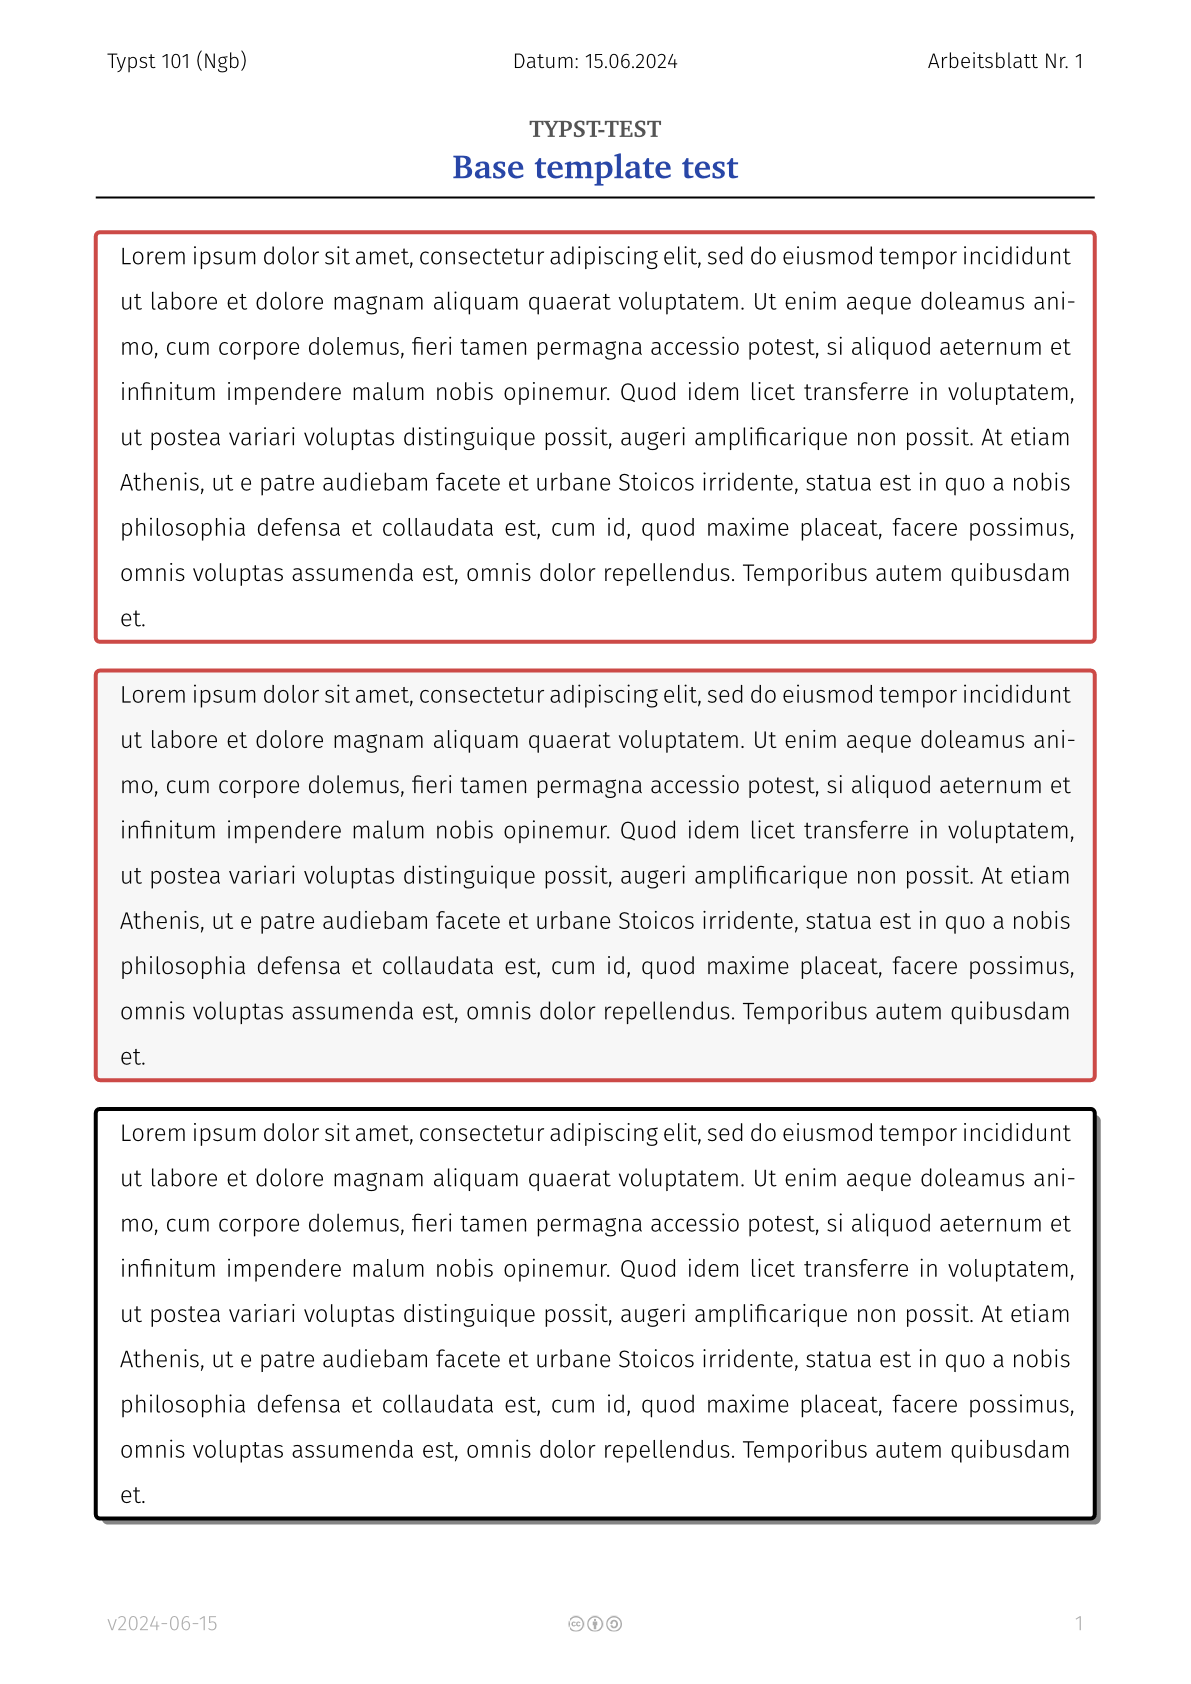 Typst 101 (Ngb) Datum: 15.06.2024 Arbeitsblatt Nr. 1
TYPST-TEST
Base template test
Lorem ipsum dolor sit amet, consectetur adipiscing elit, sed do eiusmod tempor incididunt
ut labore et dolore magnam aliquam quaerat voluptatem. Ut enim aeque doleamus ani-
mo, cum corpore dolemus, fieri tamen permagna accessio potest, si aliquod aeternum et
infinitum impendere malum nobis opinemur. Quod idem licet transferre in voluptatem,
ut postea variari voluptas distinguique possit, augeri amplificarique non possit. At etiam
Athenis, ut e patre audiebam facete et urbane Stoicos irridente, statua est in quo a nobis
philosophia defensa et collaudata est, cum id, quod maxime placeat, facere possimus,
omnis voluptas assumenda est, omnis dolor repellendus. Temporibus autem quibusdam
et.
Lorem ipsum dolor sit amet, consectetur adipiscing elit, sed do eiusmod tempor incididunt
ut labore et dolore magnam aliquam quaerat voluptatem. Ut enim aeque doleamus ani-
mo, cum corpore dolemus, fieri tamen permagna accessio potest, si aliquod aeternum et
infinitum impendere malum nobis opinemur. Quod idem licet transferre in voluptatem,
ut postea variari voluptas distinguique possit, augeri amplificarique non possit. At etiam
Athenis, ut e patre audiebam facete et urbane Stoicos irridente, statua est in quo a nobis
philosophia defensa et collaudata est, cum id, quod maxime placeat, facere possimus,
omnis voluptas assumenda est, omnis dolor repellendus. Temporibus autem quibusdam
et.
Lorem ipsum dolor sit amet, consectetur adipiscing elit, sed do eiusmod tempor incididunt
ut labore et dolore magnam aliquam quaerat voluptatem. Ut enim aeque doleamus ani-
mo, cum corpore dolemus, fieri tamen permagna accessio potest, si aliquod aeternum et
infinitum impendere malum nobis opinemur. Quod idem licet transferre in voluptatem,
ut postea variari voluptas distinguique possit, augeri amplificarique non possit. At etiam
Athenis, ut e patre audiebam facete et urbane Stoicos irridente, statua est in quo a nobis
philosophia defensa et collaudata est, cum id, quod maxime placeat, facere possimus,
omnis voluptas assumenda est, omnis dolor repellendus. Temporibus autem quibusdam
et.
v2024-06-15 1